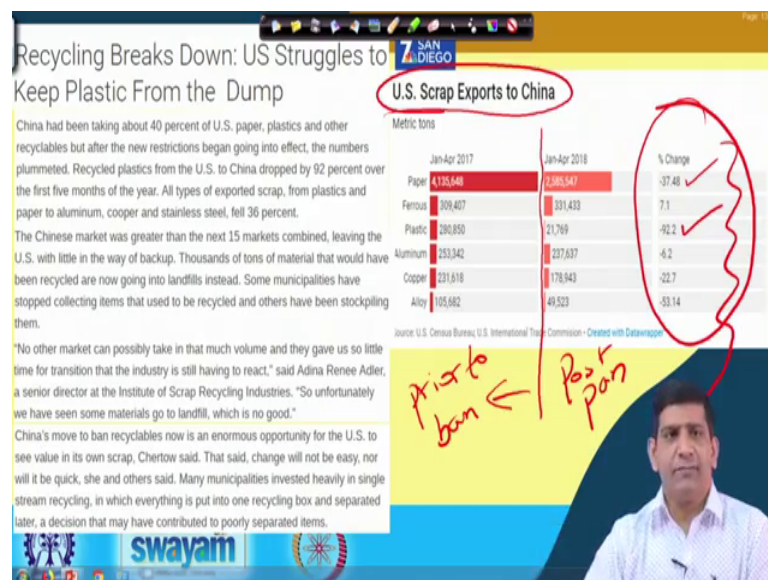 Page 13
Recycling Breaks Down: US Struggles to
Keep Plastic From the Dump
China had been taking about 40 percent of U.S. paper, plastics and other
recyclables but after the new restrictions began going into effect, the numbers
plummeted. Recycled plastics from the U.S. to China dropped by 92 percent over
the first five months of the year. All types of exported scrap, from plastics and
paper to aluminum, cooper and stainless steel, fell 36 percent.
The Chinese market was greater than the next 15 markets combined, leaving the
U.S. with little in the way of backup. Thousands of tons of material that would have
been recycled are now going into landfills instead. Some municipalities have
stopped collecting items that used to be recycled and others have been stockpiling
them.
“No other market can possibly take in that much volume and they gave us so little
time for transition that the industry is still having to react,” said Adina Renee Adler,
a senior director at the Institute of Scrap Recycling Industries. “So unfortunately
we have seen some materials go to landfill, which is no good.”
China’s move to ban recyclables now is an enormous opportunity for the U.S. to
see value in its own scrap, Chertow said. That said, change will not be easy, nor
will it be quick, she and others said. Many municipalities invested heavily in single
stream recycling, in which everything is put into one recycling box and separated
later, a decision that may have contributed to poorly separated items.
7 SAN
DIEGO
U.S. Scrap Exports to China
Metric tons
Jan-Apr 2017 Jan-Apr 2018 % Change
Paper 4,135,648 2,585,547 -37.48
Ferrous 309,407 331,433 7.1
Plastic 280,850 21,769 -92.2
Aluminum 253,342 237,637 -6.2
Copper 231,618 178,943 -22.7
Alloy 105,682 49,523 -53.14
Source: U.S. Census Bureau; U.S. International Trade Commision • Created with Datawrapper
Prior to
ban
Post
pan
swayam